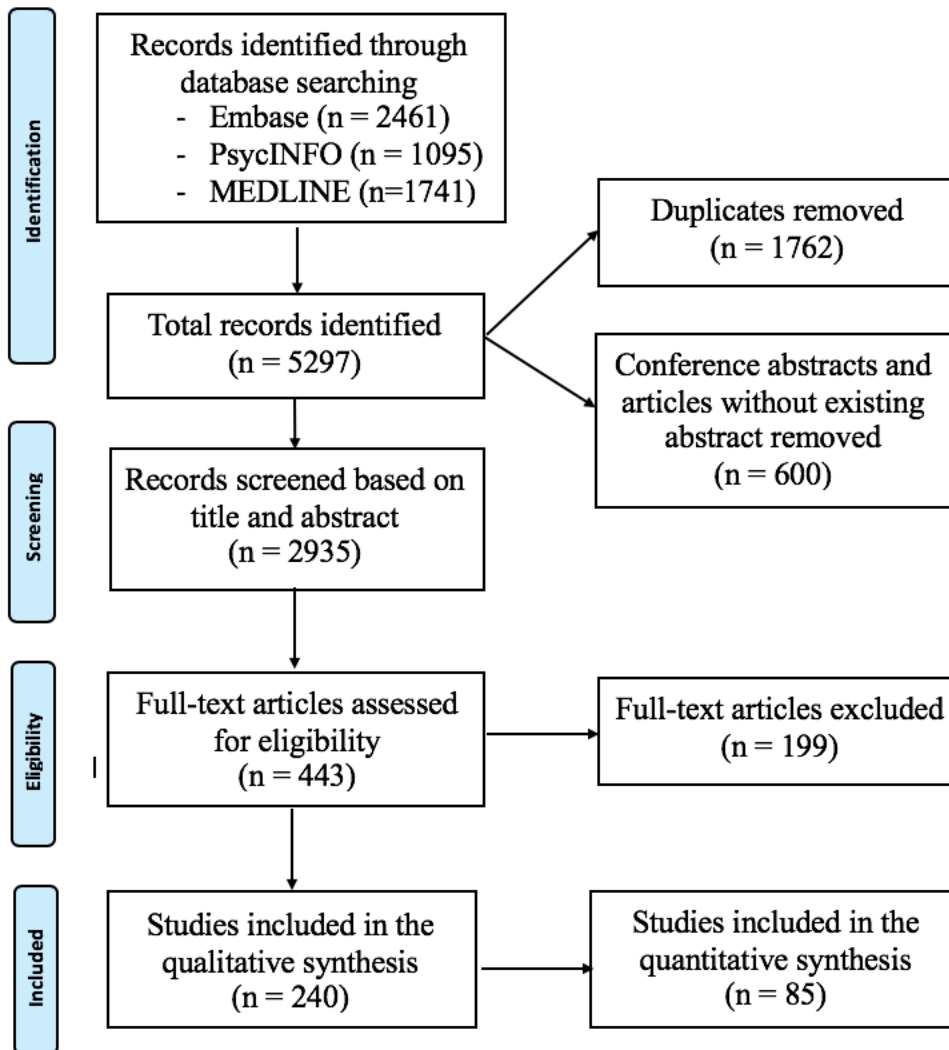 Identification
Records identified through
database searching
- Embase (n = 2461)
- PsycINFO (n = 1095)
- MEDLINE (n=1741)
Duplicates removed
(n = 1762)
Total records identified
(n = 5297)
Conference abstracts and
articles without existing
abstract removed
(n = 600)
Screening
Records screened based on
title and abstract
(n = 2935)
Eligibility
Full-text articles assessed
for eligibility
(n = 443)
Full-text articles excluded
(n = 199)
Included
Studies included in the
qualitative synthesis
(n = 240)
Studies included in the
quantitative synthesis
(n = 85)